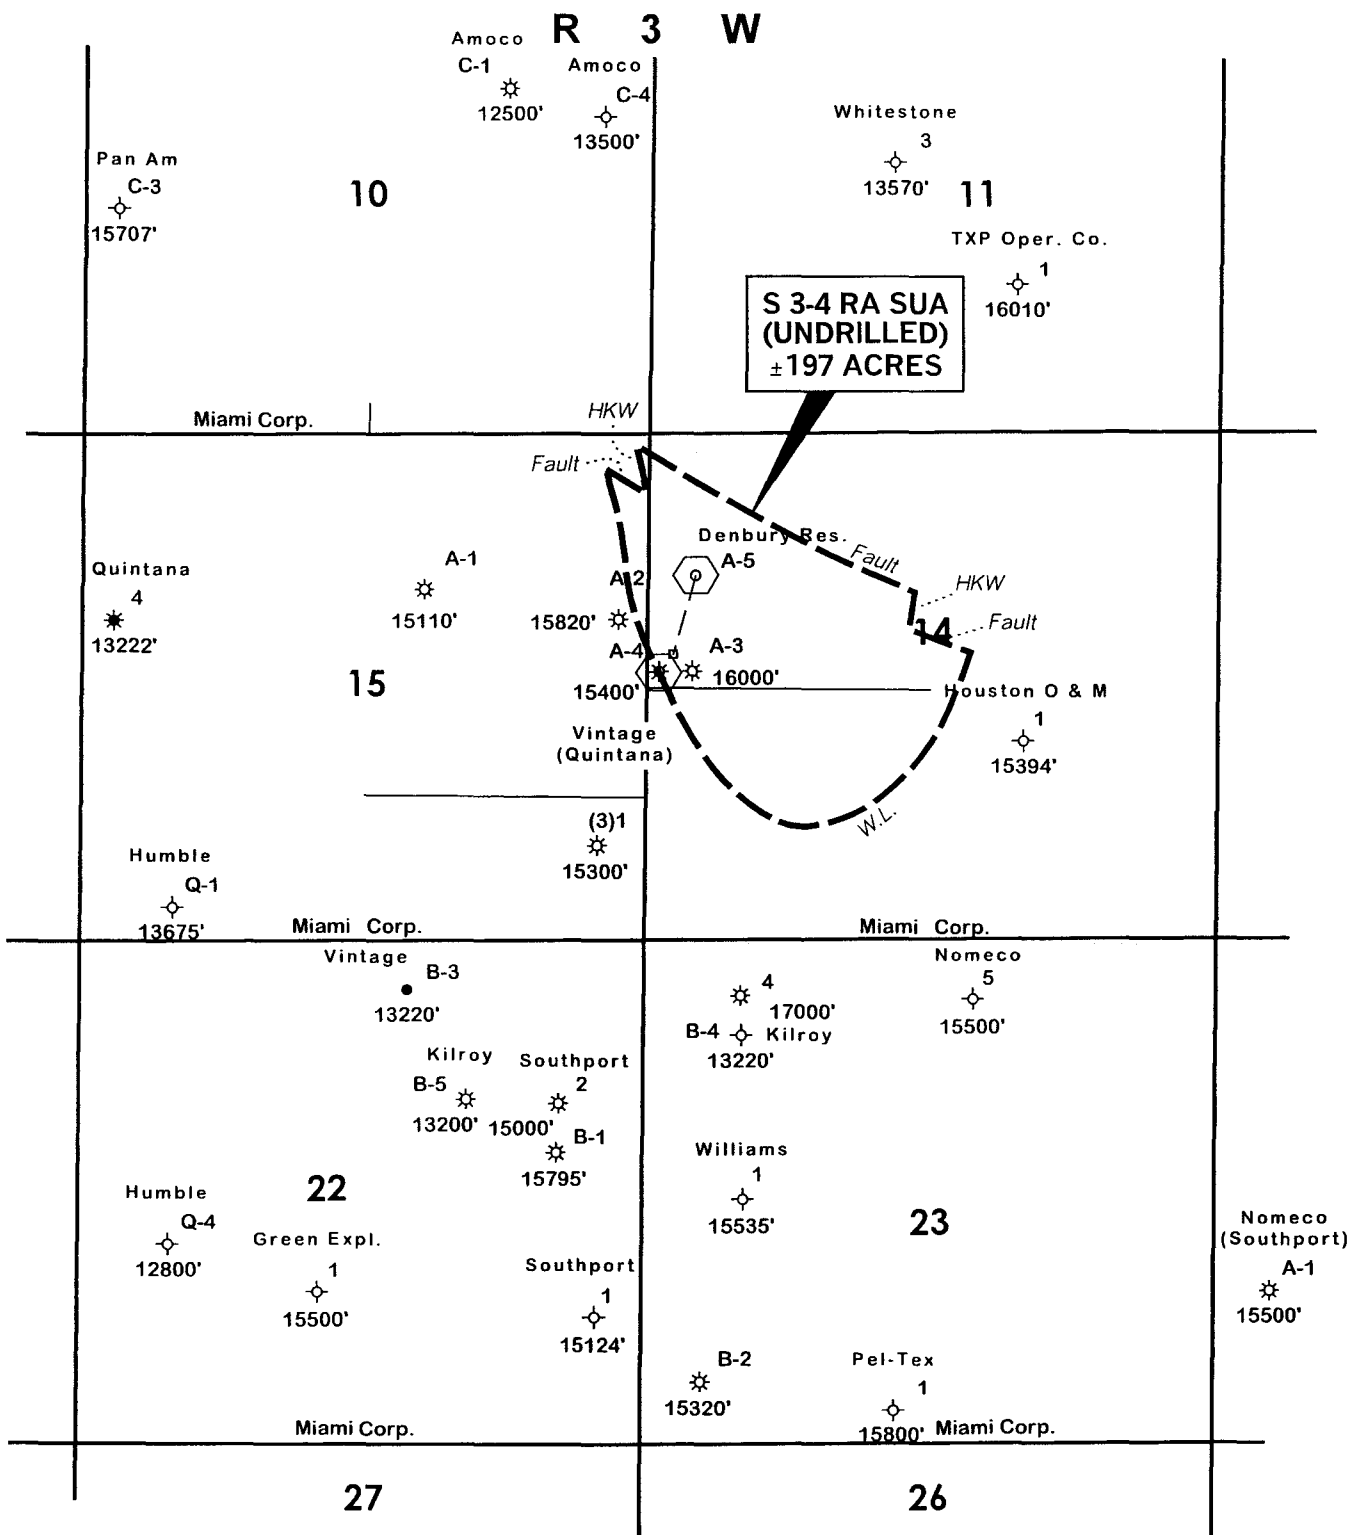 R 3 W
Amoco
C-1
12500'
Amoco
C-4
13500'
Whitestone
3
13570'
Pan Am
C-3
15707'
10
11
TXP Oper. Co.
1
16010'
S 3-4 RA SUA
(UNDRILLED)
±197 ACRES
Miami Corp.
HKW
Fault
Denbury Res.
A-5
Fault
HKW
Fault
14
Quintana
4
13222'
A-1
15110'
A-2
15820'
A-4
15400'
A-3
16000'
15
Houston O & M
1
15394'
Vintage
(Quintana)
W.L.
(3)1
15300'
Humble
Q-1
13675'
Miami Corp.
Miami Corp.
Vintage
B-3
13220'
Nomeco
5
15500'
4
17000'
B-4
Kilroy
13220'
Kilroy
B-5
13200'
Southport
2
15000'
B-1
15795'
Williams
1
15535'
22
23
Humble
Q-4
12800'
Green Expl.
1
15500'
Southport
1
15124'
Nomeco
(Southport)
A-1
15500'
B-2
15320'
Pel-Tex
1
15800'
Miami Corp.
Miami Corp.
27
26